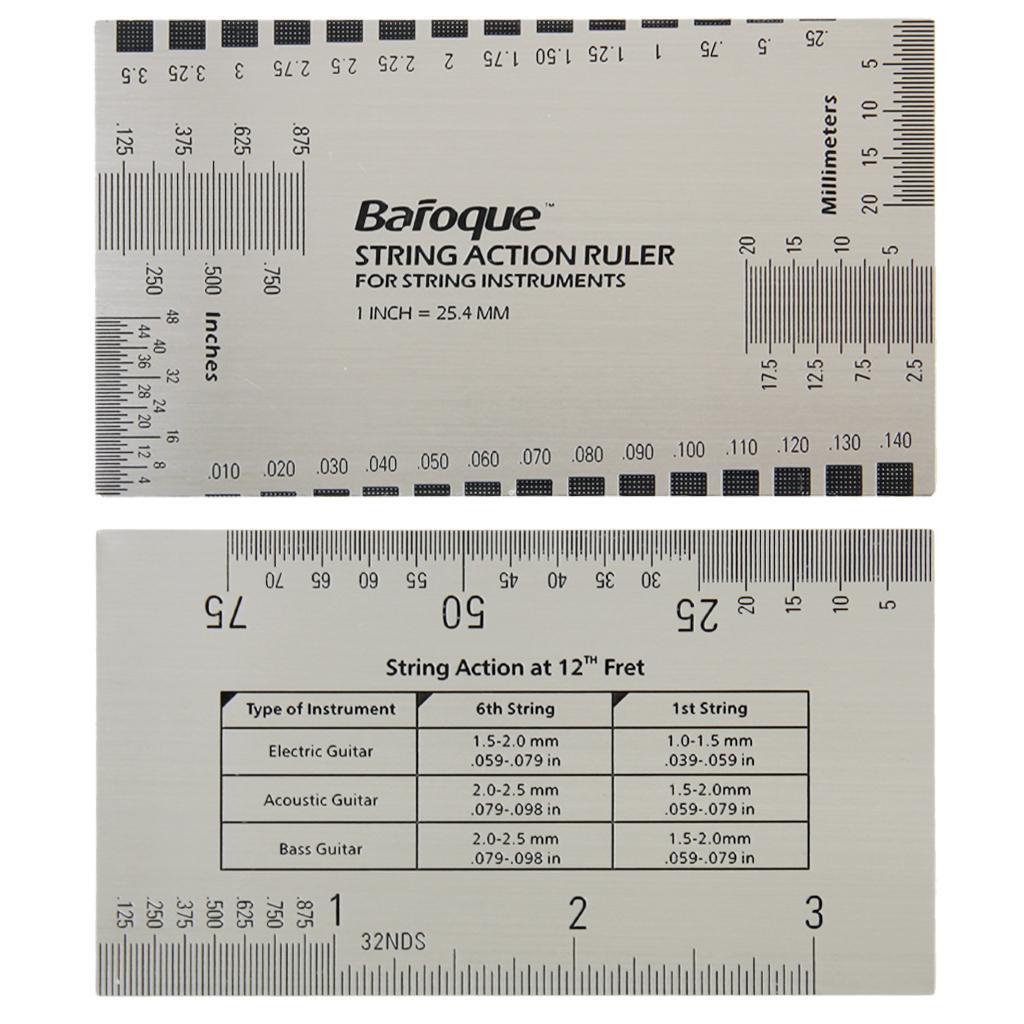 3.5 3.25 3 2.75 2.5 2.25 2 1.75 1.50 1.25 1 .75 .5 .25
5 10 15 20
Millimeters
.125 .375 .625 .875
.250 .500 .750
Inches
48 44 40 36 32 28 24 20 16 12 8 4
Baroque™
STRING ACTION RULER
FOR STRING INSTRUMENTS
1 INCH = 25.4 MM
20 15 10 5
17.5 12.5 7.5 2.5
.010 .020 .030 .040 .050 .060 .070 .080 .090 .100 .110 .120 .130 .140
70 65 60 55 45 40 35 30 20 15 10 5
75 50 25
String Action at 12TH Fret
Type of Instrument 6th String 1st String
Electric Guitar 1.5-2.0 mm 1.0-1.5 mm
.059-.079 in .039-.059 in
Acoustic Guitar 2.0-2.5 mm 1.5-2.0mm
.079-.098 in .059-.079 in
Bass Guitar 2.0-2.5 mm 1.5-2.0mm
.079-.098 in .059-.079 in
.125 .250 .375 .500 .625 .750 .875 1 2 3
32NDS